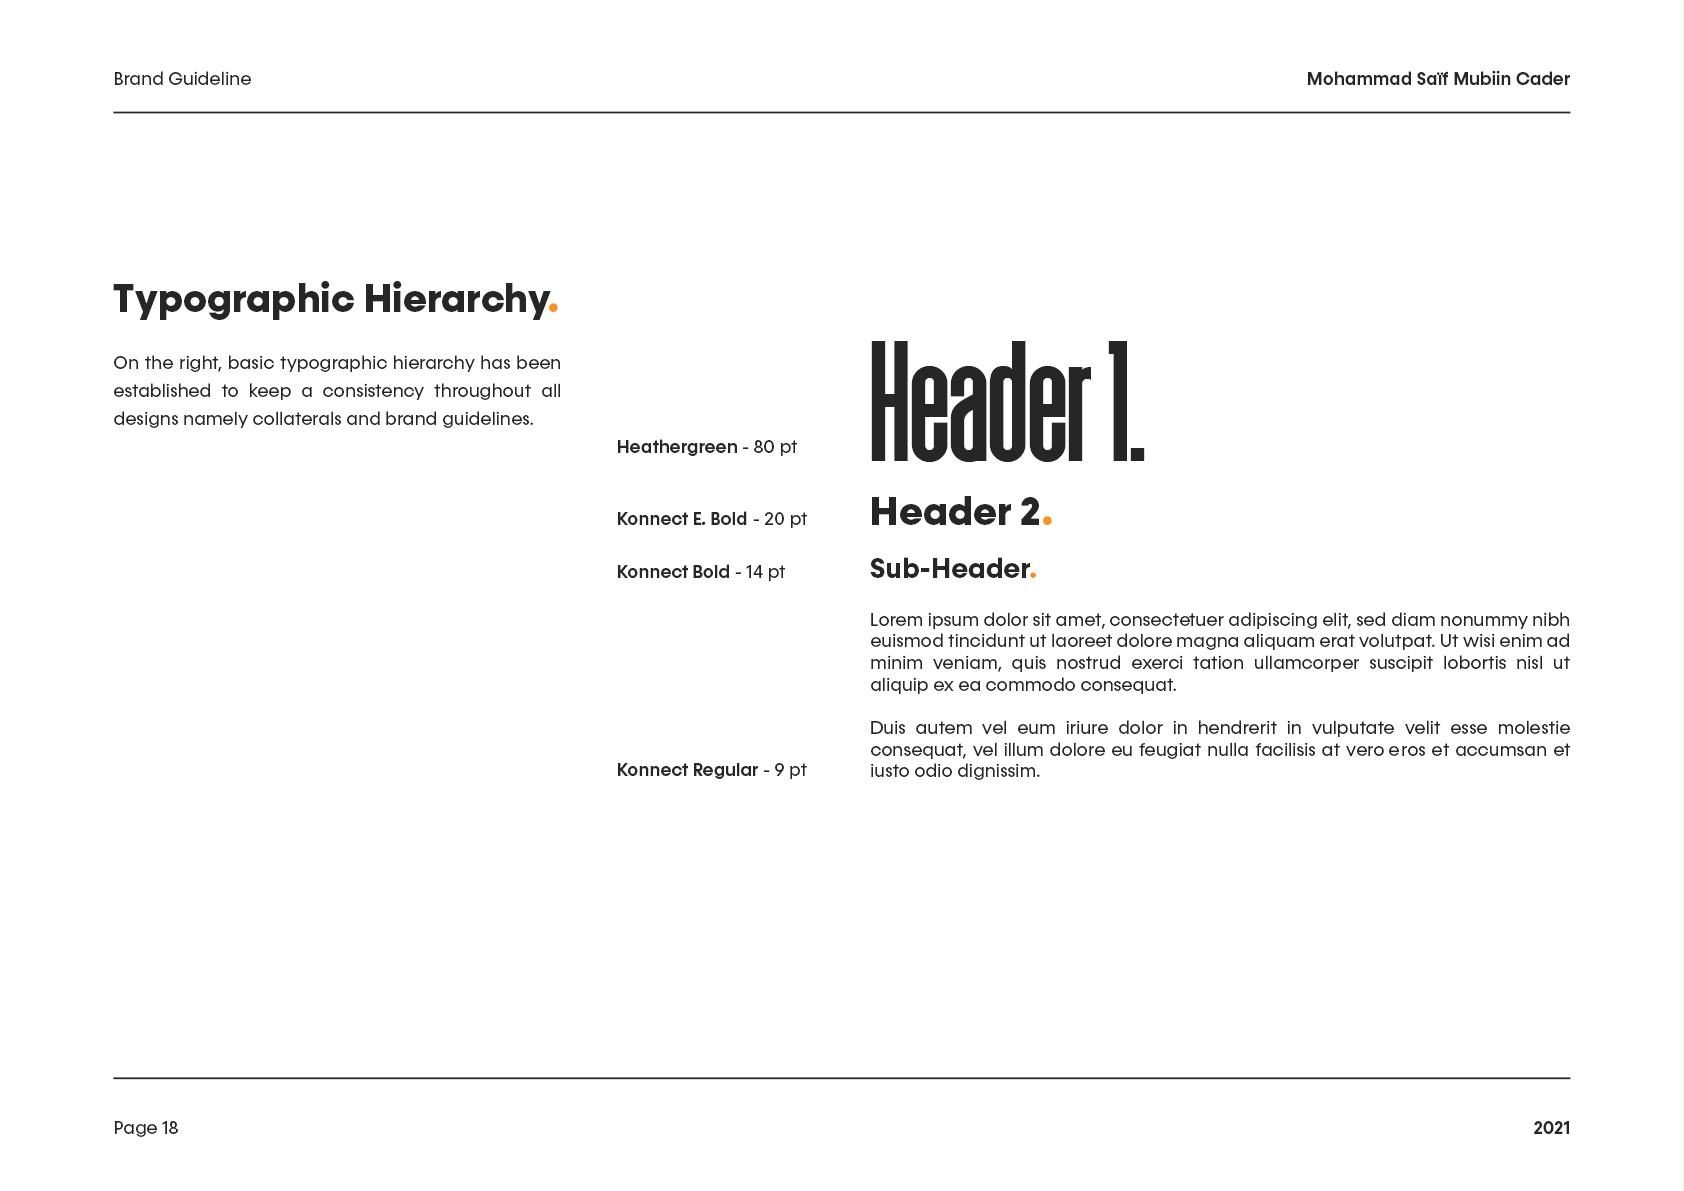 Brand Guideline
Mohammad Saïf Mubiin Cader
Typographic Hierarchy.
On the right, basic typographic hierarchy has been
established to keep a consistency throughout all
designs namely collaterals and brand guidelines.
Heathergreen - 80 pt
Header 1.
Konnect E. Bold - 20 pt
Header 2.
Konnect Bold - 14 pt
Sub-Header.
Lorem ipsum dolor sit amet, consectetuer adipiscing elit, sed diam nonummy nibh
euismod tincidunt ut laoreet dolore magna aliquam erat volutpat. Ut wisi enim ad
minim veniam, quis nostrud exerci tation ullamcorper suscipit lobortis nisl ut
aliquip ex ea commodo consequat.
Duis autem vel eum iriure dolor in hendrerit in vulputate velit esse molestie
consequat, vel illum dolore eu feugiat nulla facilisis at vero eros et accumsan et
iusto odio dignissim.
Konnect Regular - 9 pt
Page 18
2021